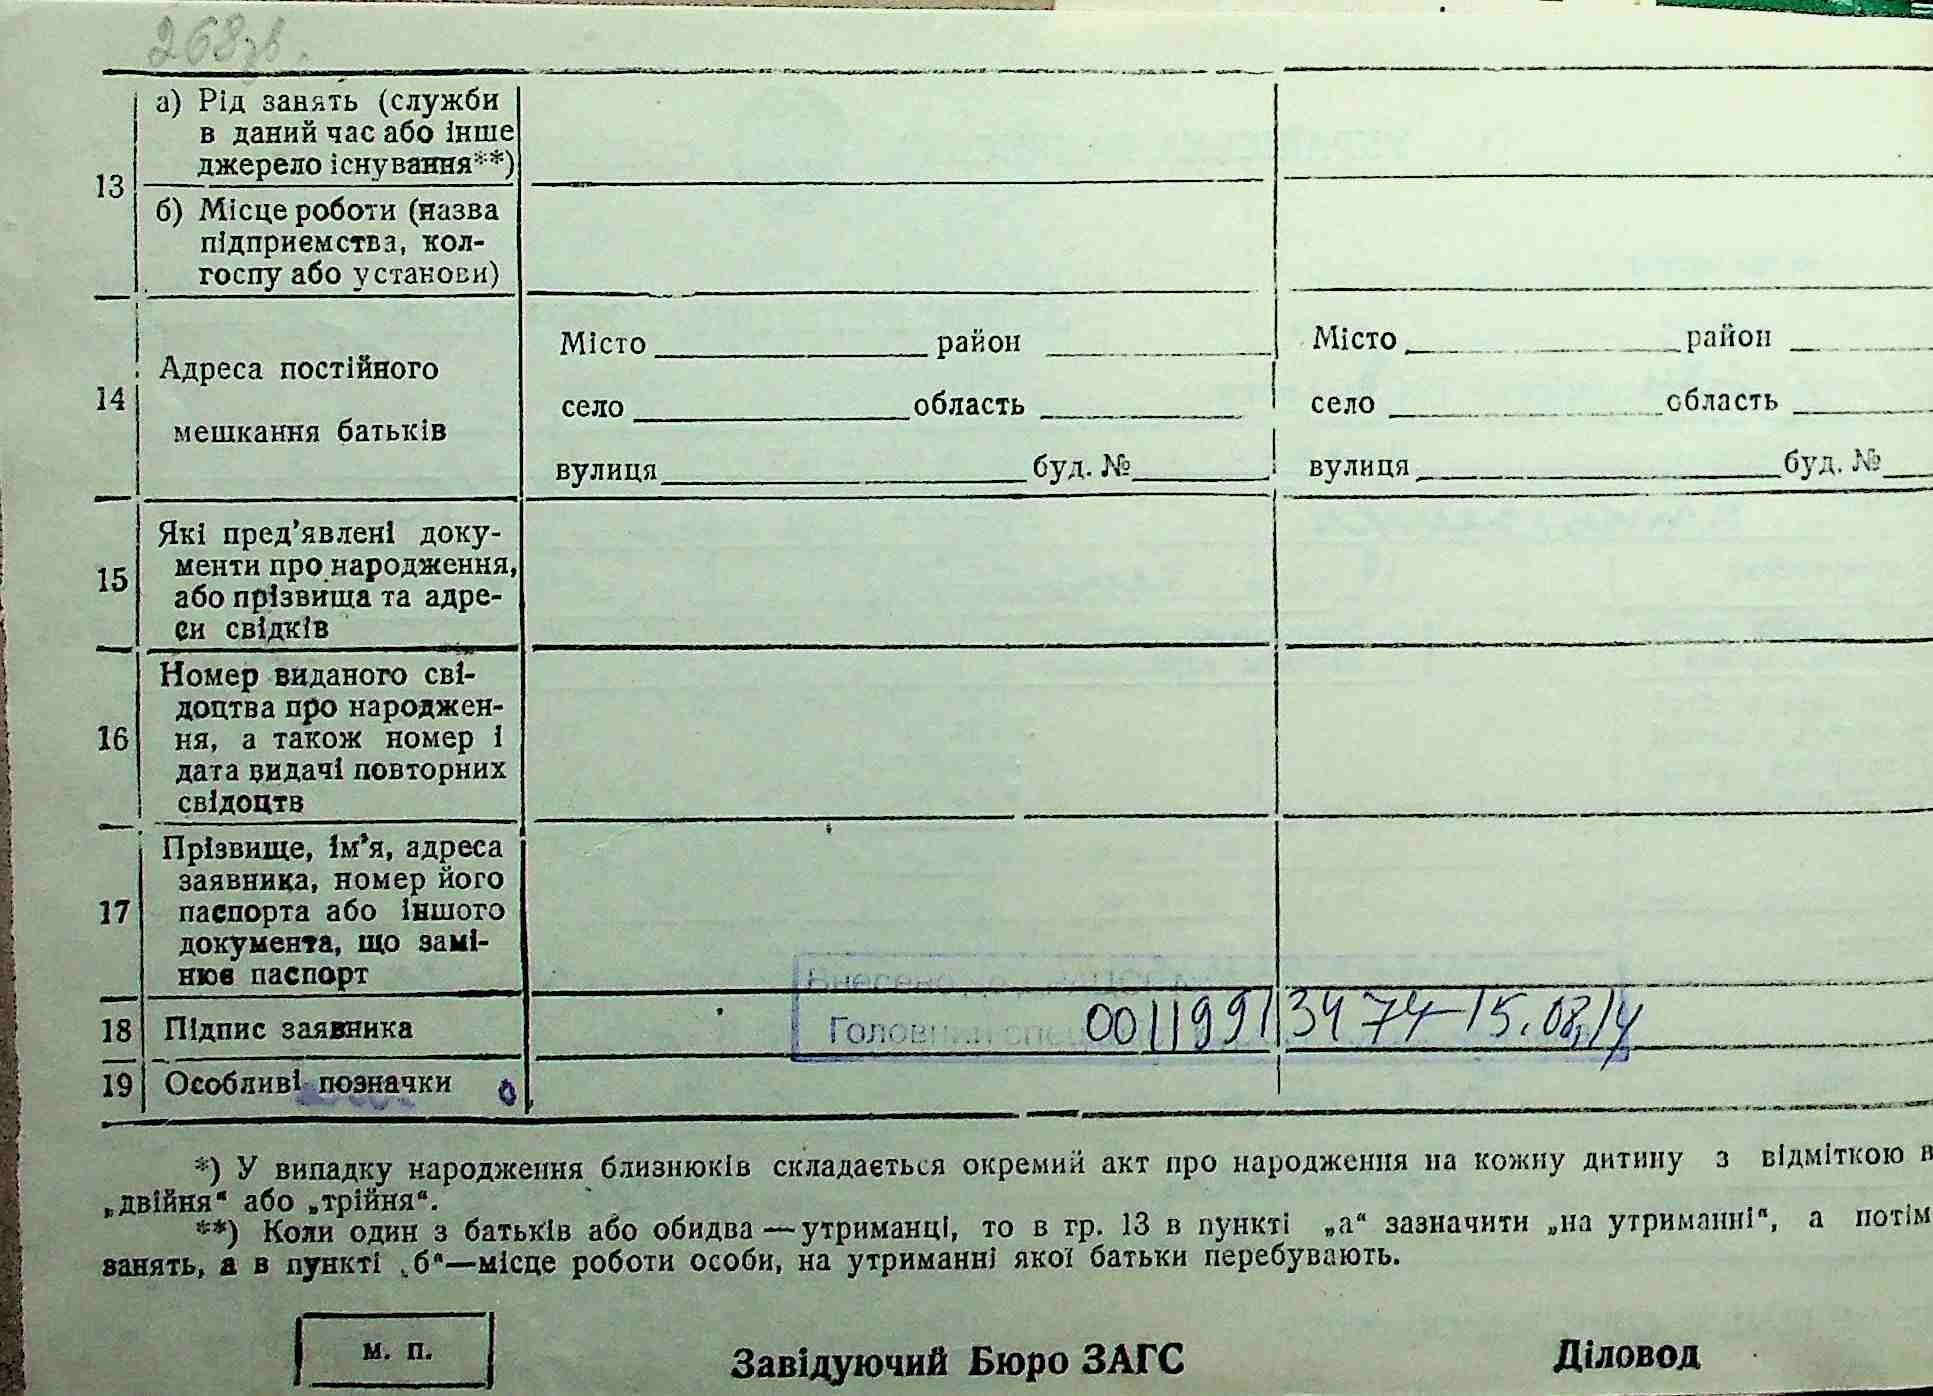 268зв.
13
а) Рід занять (служби
в даний час або інше
джерело існування**)
б) Місце роботи (назва
підприємства, кол-
госпу або установи)
14
Адреса постійного
мешкання батьків
Місто район
село область
вулиця буд. №
Місто район
село область
вулиця буд. №
15
Які пред’явлені доку-
менти про народження,
або прізвища та адре-
си свідків
16
Номер виданого сві-
доцтва про народжен-
ня, а також номер і
дата видачі повторних
свідоцтв
17
Прізвище, ім’я, адреса
заявника, номер його
паспорта або іншого
документа, що замі-
нює паспорт
Внесено до
18 Підпис заявника
Головний спец
00119913474 15.08.14
19 Особливі позначки
*) У випадку народження близнюків складається окремий акт про народження на кожну дитину з відміткою в
„двійня“ або „трійня“.
**) Коли один з батьків або обидва—утриманці, то в гр. 13 в пункті „а“ зазначити „на утриманні“, а потім
занять, а в пункті „б“—місце роботи особи, на утриманні якої батьки перебувають.
м. п.
Завідуючий Бюро ЗАГС
Діловод